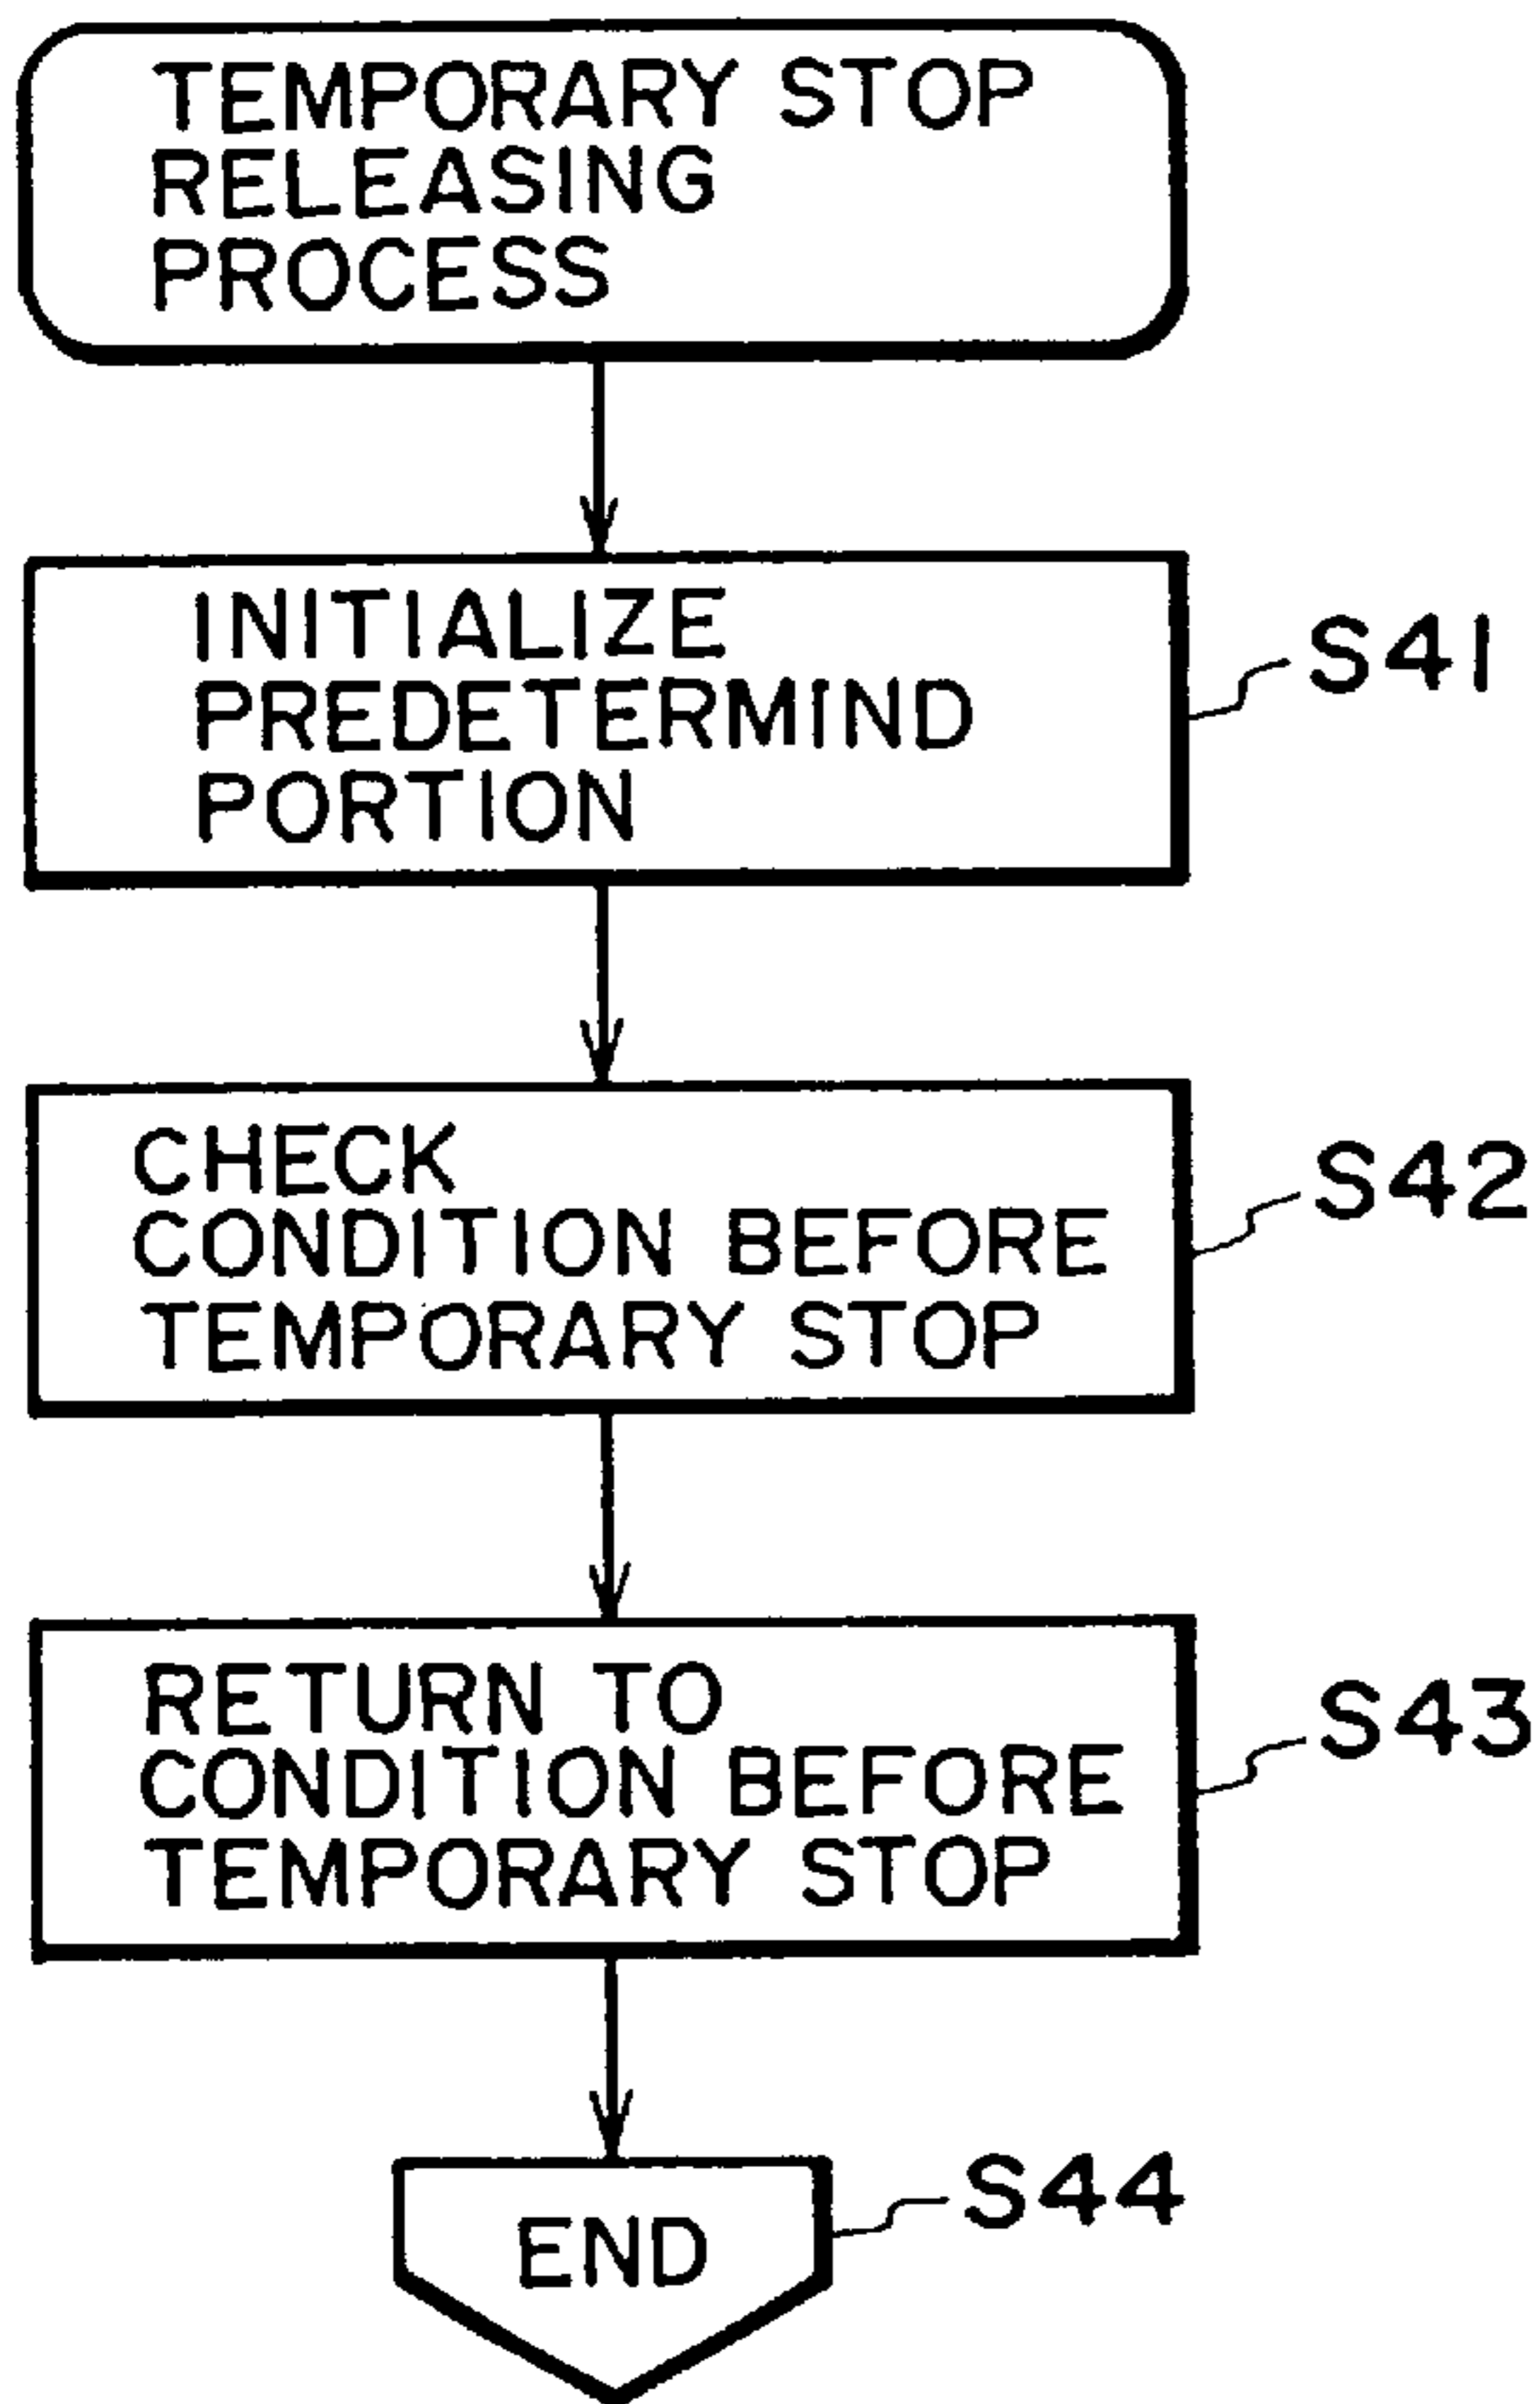 TEMPORARY STOP
RELEASING
PROCESS
INITIALIZE
PREDETERMIND
PORTION
S41
CHECK
CONDITION BEFORE
TEMPORARY STOP
S42
RETURN TO
CONDITION BEFORE
TEMPORARY STOP
S43
END
S44